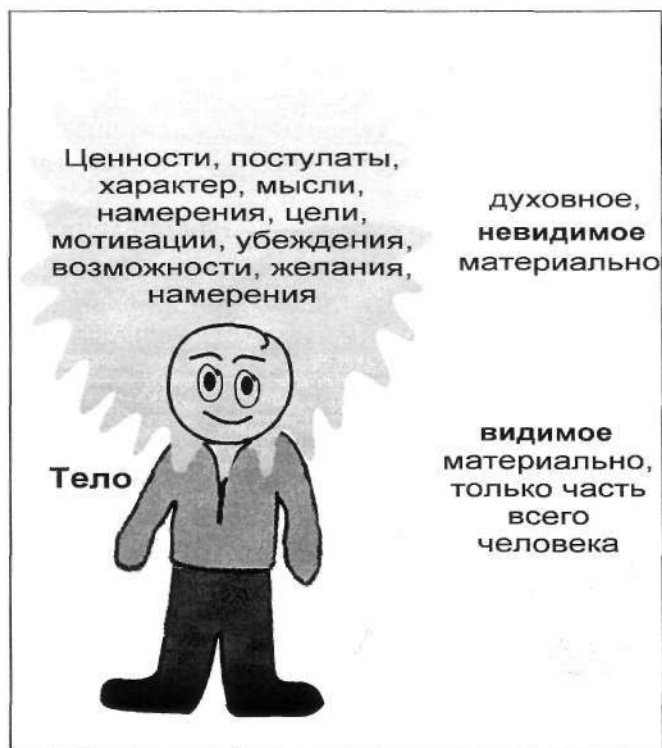 Ценности, постулаты,
характер, мысли,
намерения, цели,
мотивации, убеждения,
возможности, желания,
намерения
духовное,
невидимое
материально
Тело
видимое
материально,
только часть
всего
человека